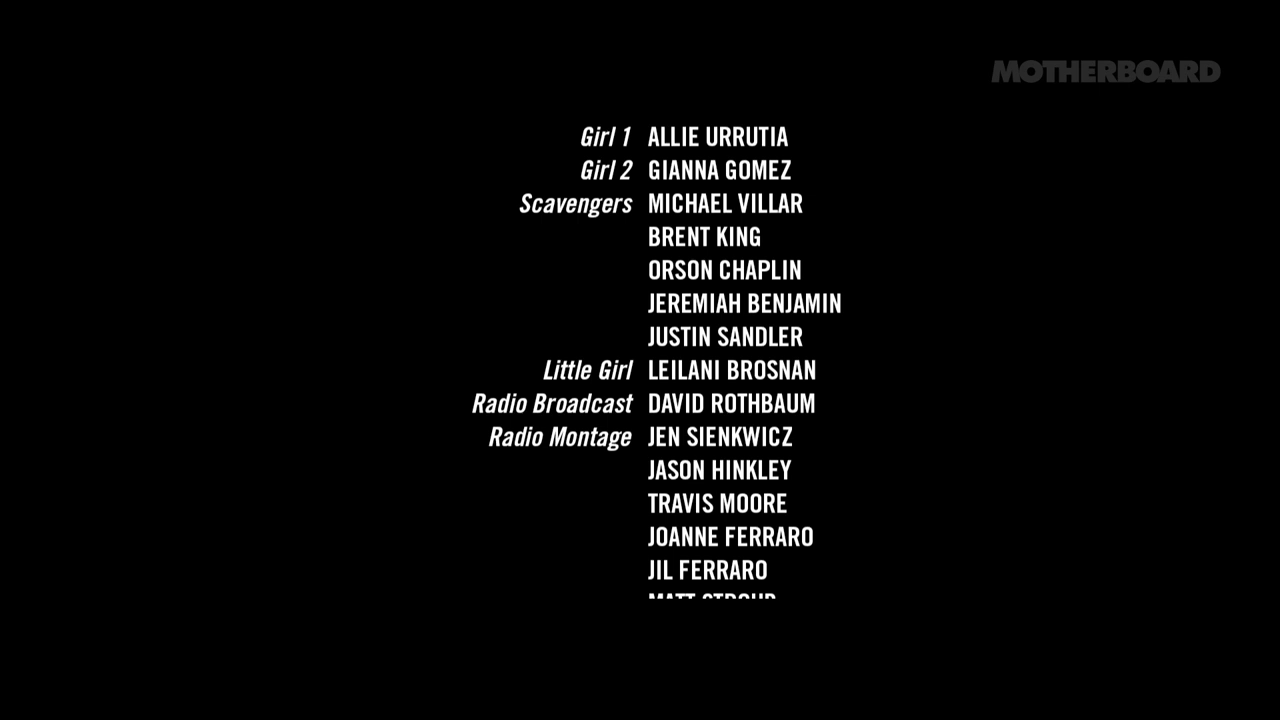 MOTHERBOARD
Girl 1 ALLIE URRUTIA
Girl 2 GIANNA GOMEZ
Scavengers MICHAEL VILLAR
BRENT KING
ORSON CHAPLIN
JEREMIAH BENJAMIN
JUSTIN SANDLER
Little Girl LEILANI BROSNAN
Radio Broadcast DAVID ROTHBAUM
Radio Montage JEN SIENKWICZ
JASON HINKLEY
TRAVIS MOORE
JOANNE FERRARO
JIL FERRARO